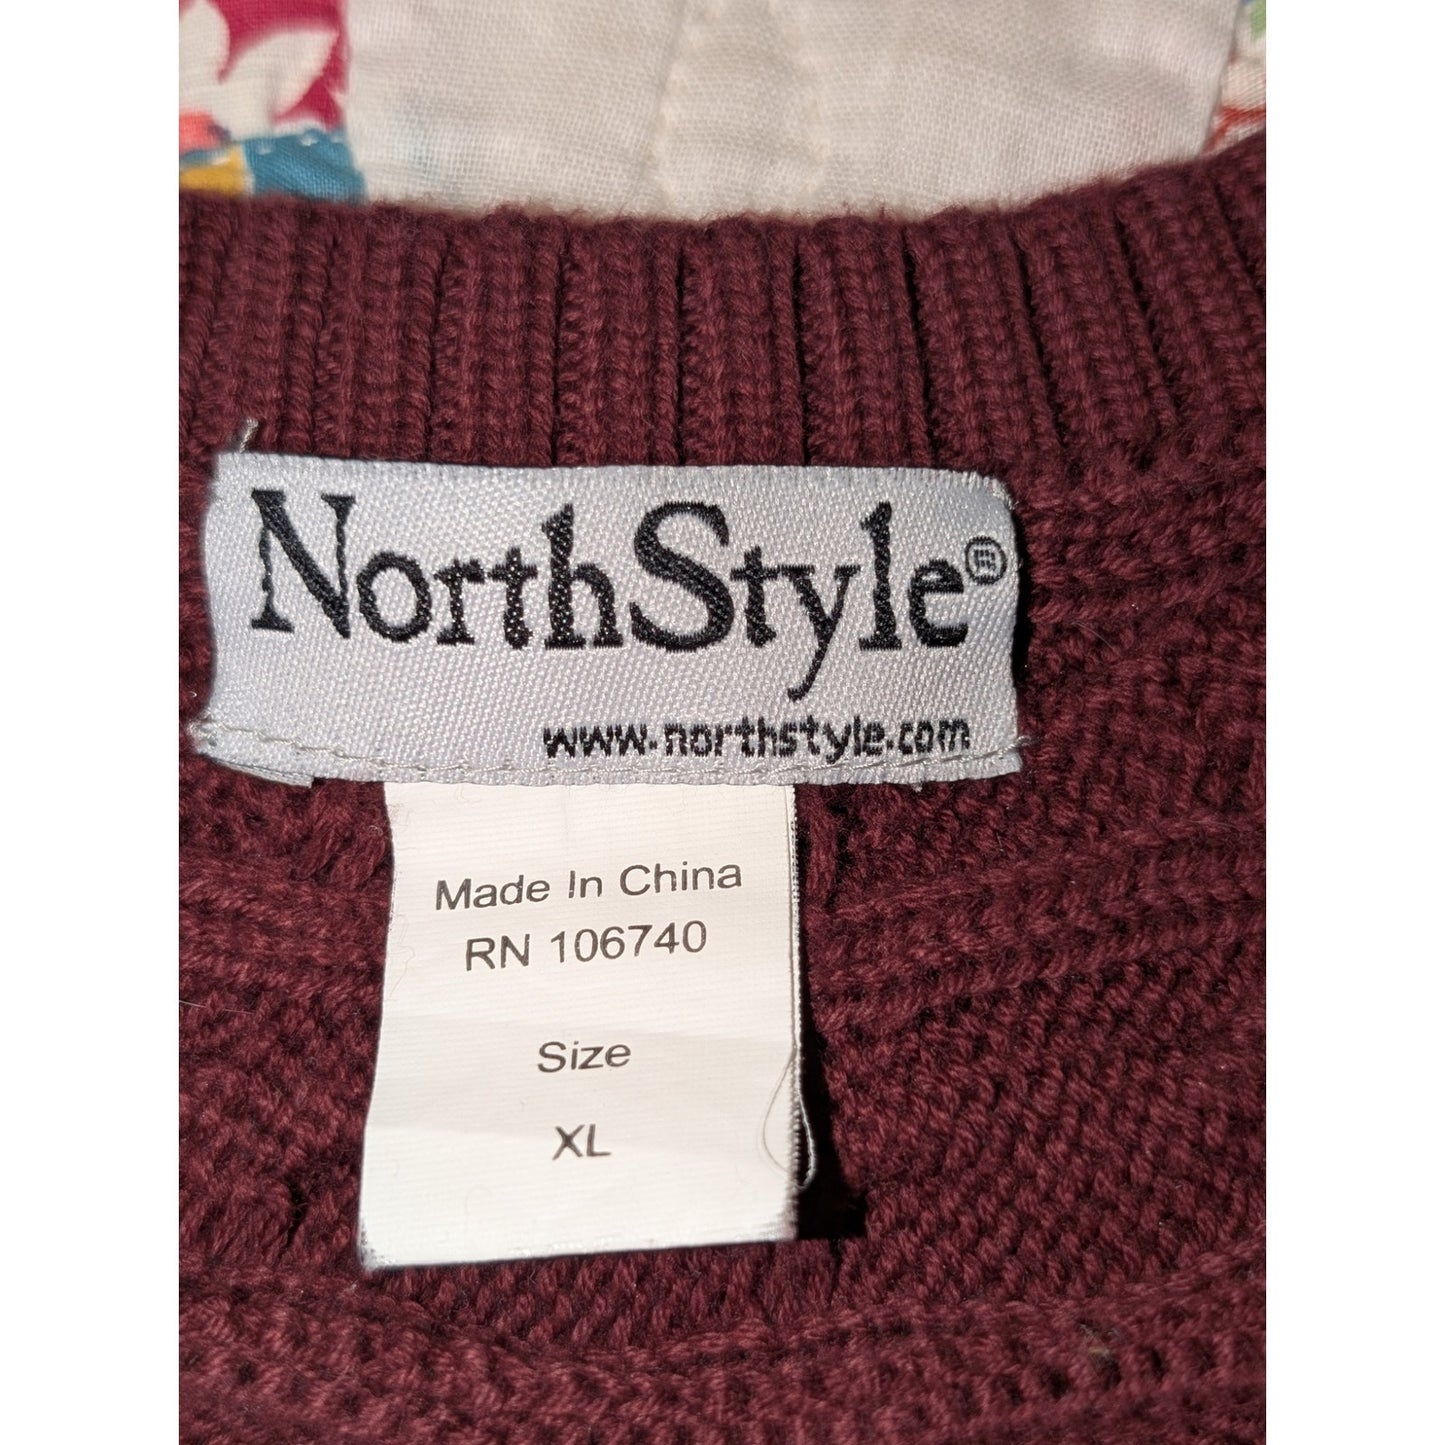 NorthStyle®
www.northstyle.com
Made In China
RN 106740
Size
XL